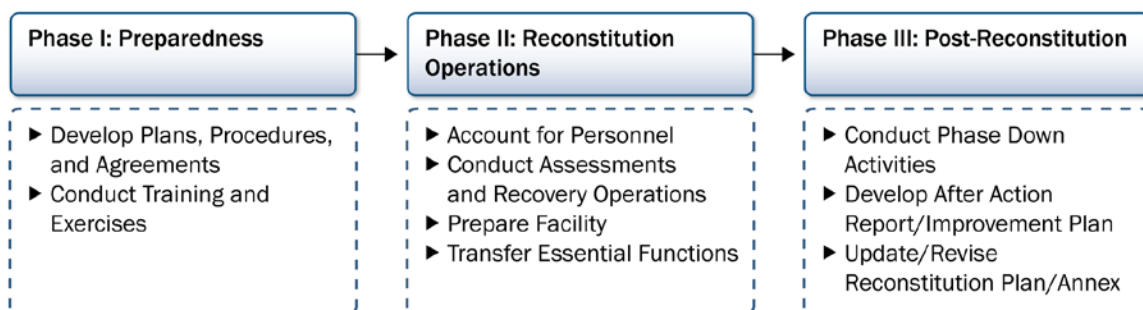 Phase I: Preparedness
▶ Develop Plans, Procedures,
and Agreements
▶ Conduct Training and
Exercises
Phase II: Reconstitution
Operations
▶ Account for Personnel
▶ Conduct Assessments
and Recovery Operations
▶ Prepare Facility
▶ Transfer Essential Functions
Phase III: Post-Reconstitution
▶ Conduct Phase Down
Activities
▶ Develop After Action
Report/Improvement Plan
▶ Update/Revise
Reconstitution Plan/Annex